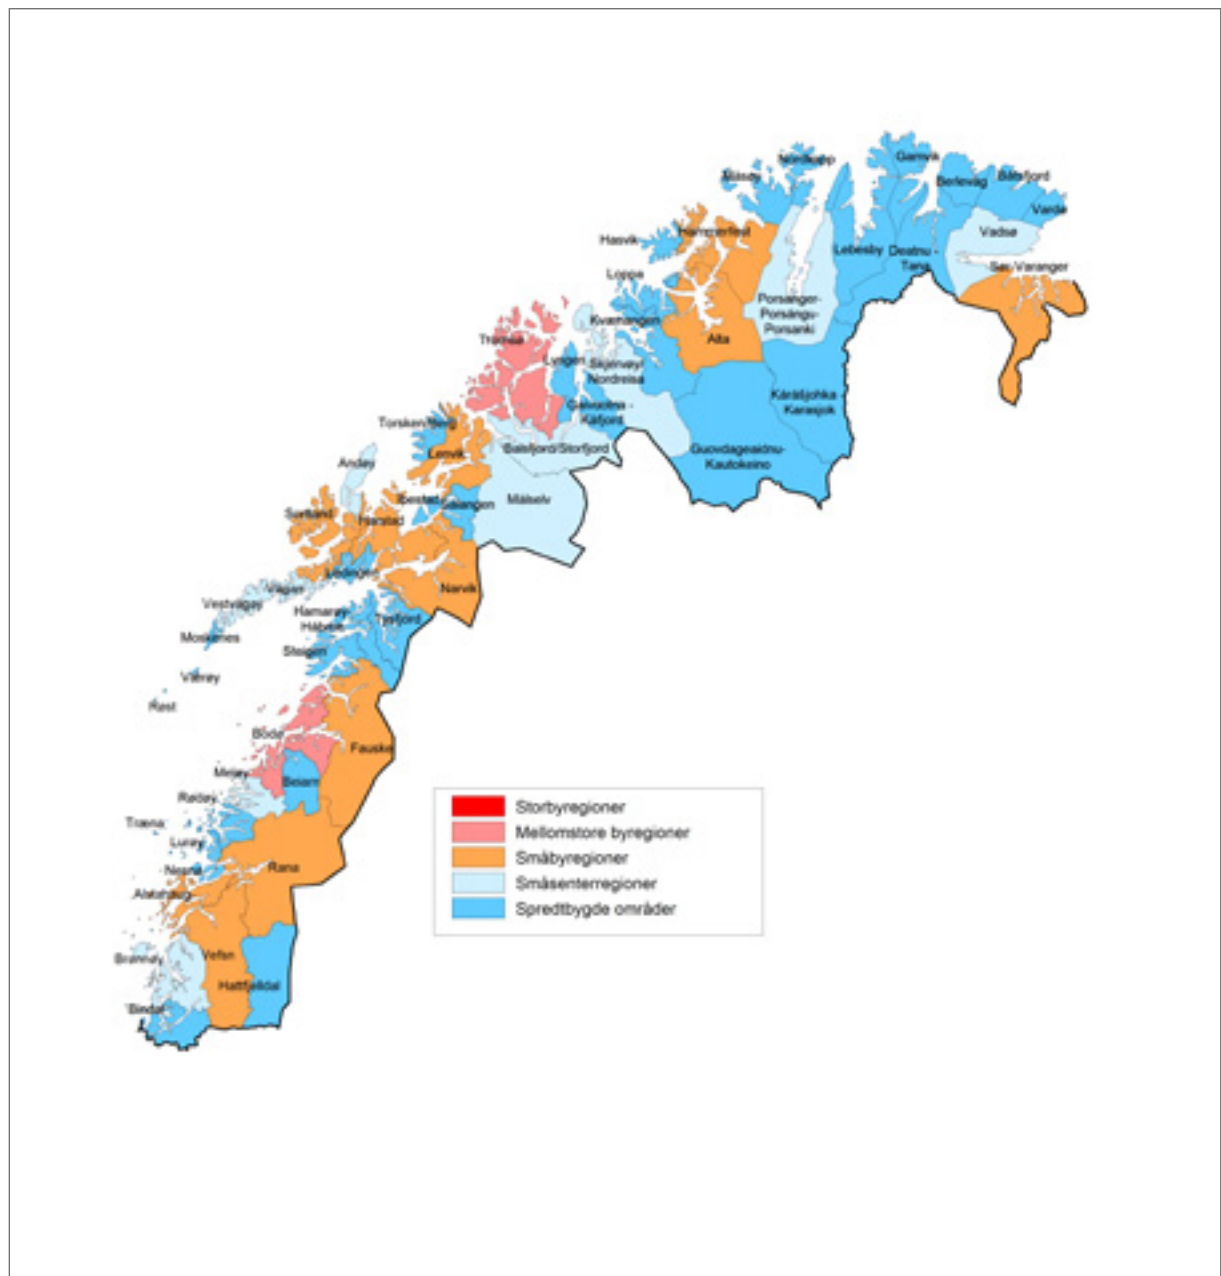 Nordkapp
Gamvik
Måsøy
Berlevåg
Båtsfjord
Vardø
Hammerfest
Hasvik
Vadsø
Lebesby
Deatnu -
Tana
Sør-Varanger
Loppa
Porsanger-
Porsángu-
Porsanki
Kvænangen
Tromsø
Alta
Lyngen
Skjervøy/
Nordreisa
Kárášjohka
Karasjok
Gaivuotna -
Kåfjord
Torsken/Berg
Balsfjord/Storfjord
Lenvik
Guovdageaidnu-
Kautokeino
Andøy
Ibestad
Salangen
Målselv
Sortland
Harstad
Lødingen
Narvik
Vågan
Vestvågøy
Hamarøy
Tysfjord
Moskenes
Steigen
Værøy
Røst
Bodø
Fauske
Meløy
Beiarn
Rødøy
Træna
Lurøy
Nesna
Rana
Alstahaug
Brønnøy
Vefsn
Hattfjelldal
Bindal
Storbyregioner
Mellomstore byregioner
Småbyregioner
Småsenterregioner
Spredtbygde områder